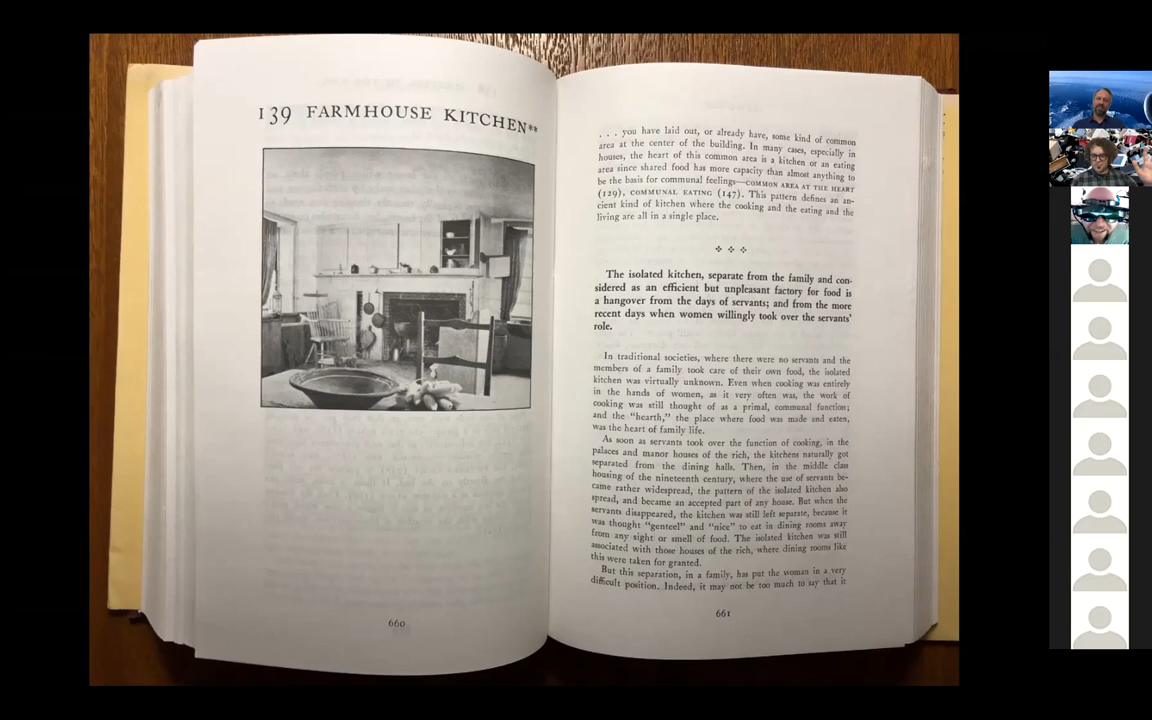 139 FARMHOUSE KITCHEN**
660
. . . you have laid out, or already have, some kind of common
area at the center of the building. In many cases, especially in
houses, the heart of this common area is a kitchen or an eating
area since shared food has more capacity than almost anything to
be the basis for communal feelings—COMMON AREA AT THE HEART
(129), COMMUNAL EATING (147). This pattern defines an an-
cient kind of kitchen where the cooking and the eating and the
living are all in a single place.
The isolated kitchen, separate from the family and con-
sidered as an efficient but unpleasant factory for food is
a hangover from the days of servants; and from the more
recent days when women willingly took over the servants'
role.
In traditional societies, where there were no servants and the
members of a family took care of their own food, the isolated
kitchen was virtually unknown. Even when cooking was entirely
in the hands of women, as it very often was, the work of
cooking was still thought of as a primal, communal function;
and the "hearth," the place where food was made and eaten,
was the heart of family life.
As soon as servants took over the function of cooking, in the
palaces and manor houses of the rich, the kitchens naturally got
separated from the dining halls. Then, in the middle class
housing of the nineteenth century, where the use of servants be-
came rather widespread, the pattern of the isolated kitchen also
spread, and became an accepted part of any house. But when the
servants disappeared, the kitchen was still left separate, because it
was thought "genteel" and "nice" to eat in dining rooms away
from any sight or smell of food. The isolated kitchen was still
associated with those houses of the rich, where dining rooms like
this were taken for granted.
But this separation, in a family, has put the woman in a very
difficult position. Indeed, it may not be too much to say that it
661